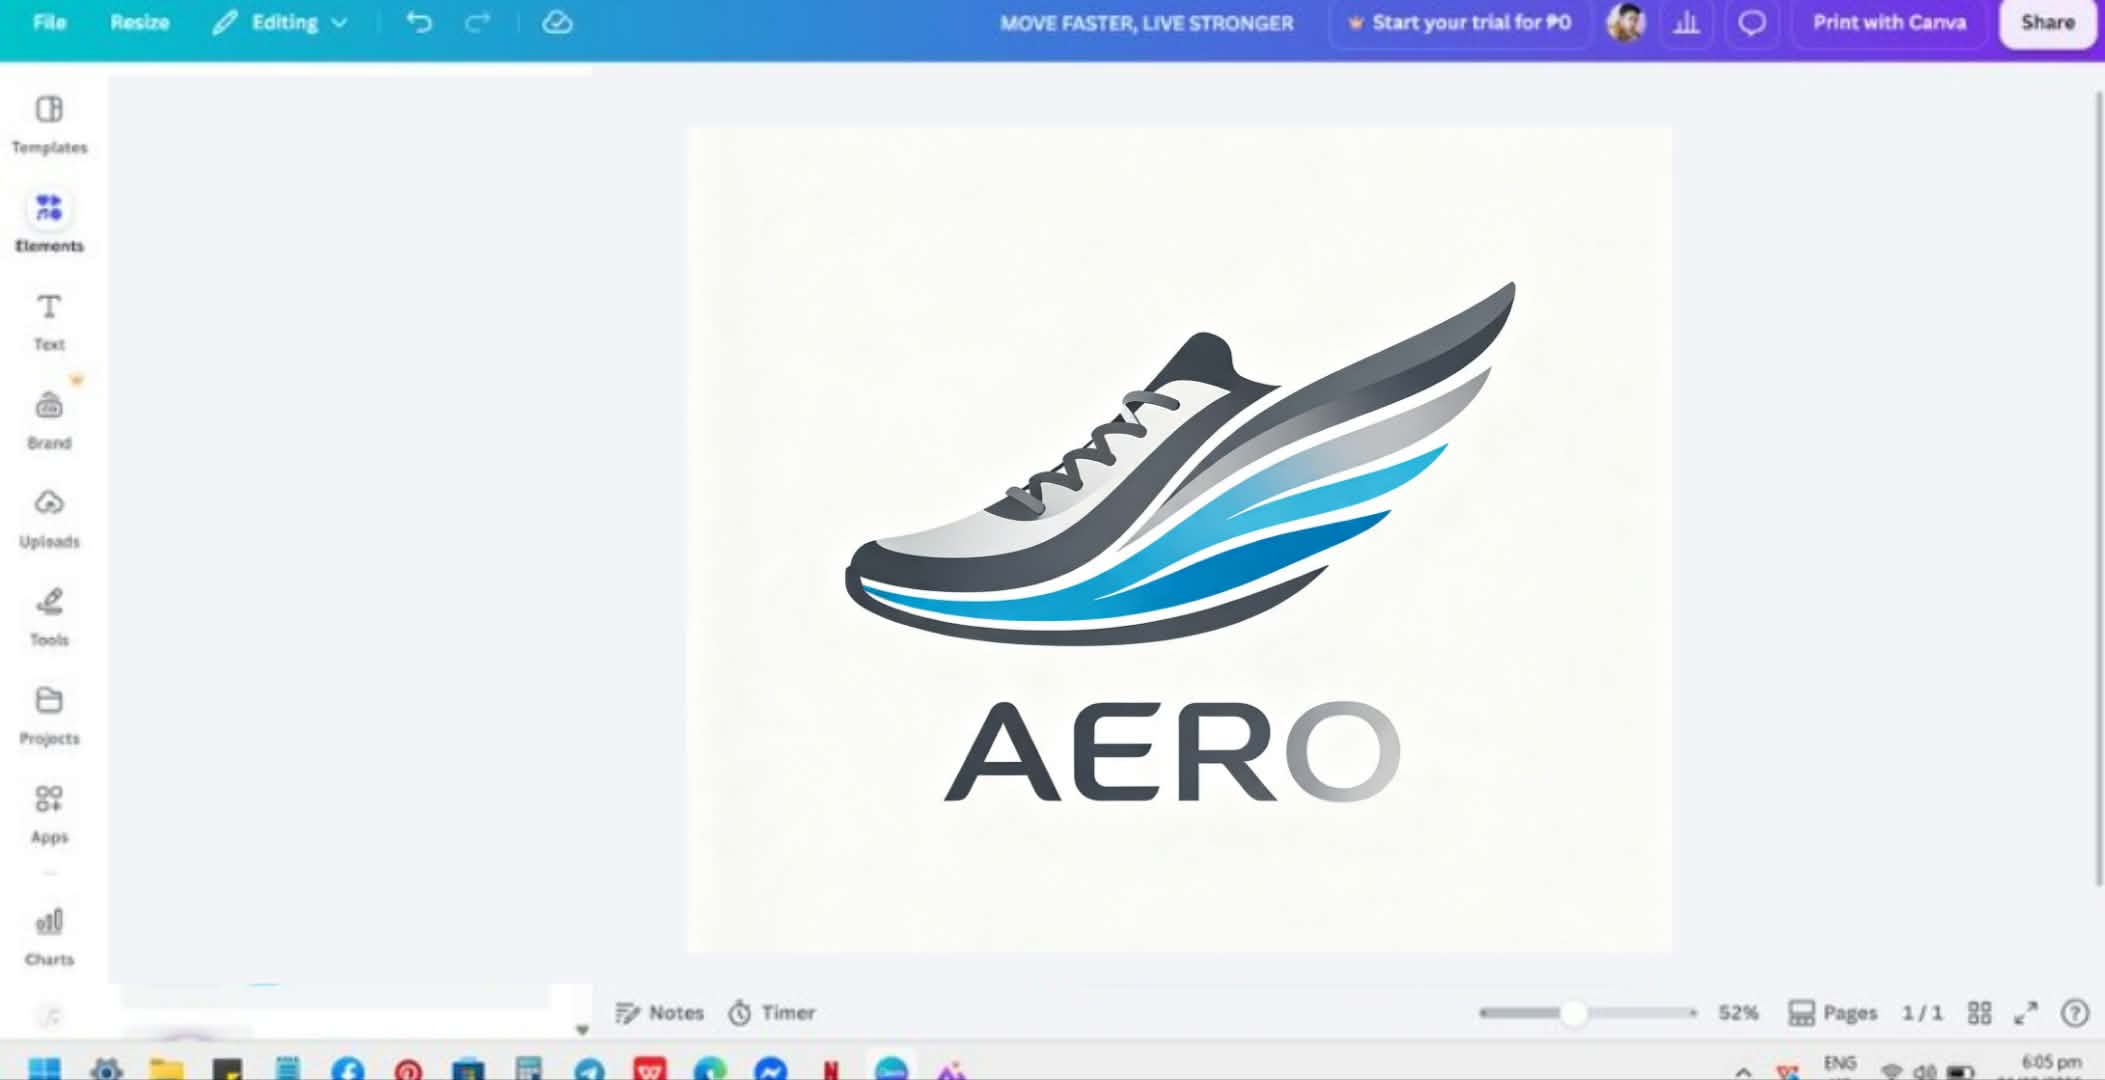 File Resize Editing MOVE FASTER, LIVE STRONGER Start your trial for ₱0 Print with Canva Share
Templates
Elements
Text
Brand
Uploads
Tools
Projects
Apps
Charts
AERO
Notes Timer 52% Pages 1 / 1
ENG
6:05 pm